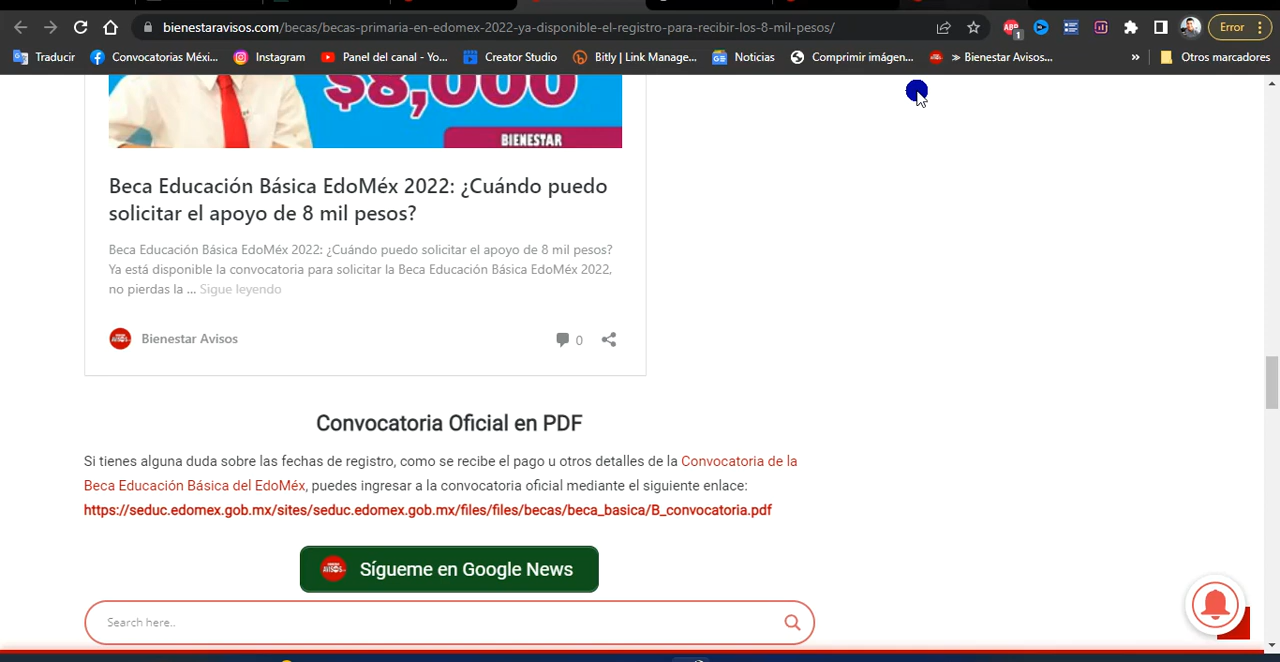 bienestaravisos.com/becas/becas-primaria-en-edomex-2022-ya-disponible-el-registro-para-recibir-los-8-mil-pesos/
ABP
1
Error
Traducir
Convocatorias Méxi...
Instagram
Panel del canal - Yo...
Creator Studio
Bitly | Link Manage...
Noticias
Comprimir imágen...
≫ Bienestar Avisos...
»
Otros marcadores
$8,000
BIENESTAR
Beca Educación Básica EdoMéx 2022: ¿Cuándo puedo
solicitar el apoyo de 8 mil pesos?
Beca Educación Básica EdoMéx 2022: ¿Cuándo puedo solicitar el apoyo de 8 mil pesos?
Ya está disponible la convocatoria para solicitar la Beca Educación Básica EdoMéx 2022,
no pierdas la ... Sigue leyendo
Bienestar Avisos
0
Convocatoria Oficial en PDF
Si tienes alguna duda sobre las fechas de registro, como se recibe el pago u otros detalles de la Convocatoria de la
Beca Educación Básica del EdoMéx, puedes ingresar a la convocatoria oficial mediante el siguiente enlace:
https://seduc.edomex.gob.mx/sites/seduc.edomex.gob.mx/files/files/becas/beca_basica/B_convocatoria.pdf
AVISOS
Sígueme en Google News
Search here..